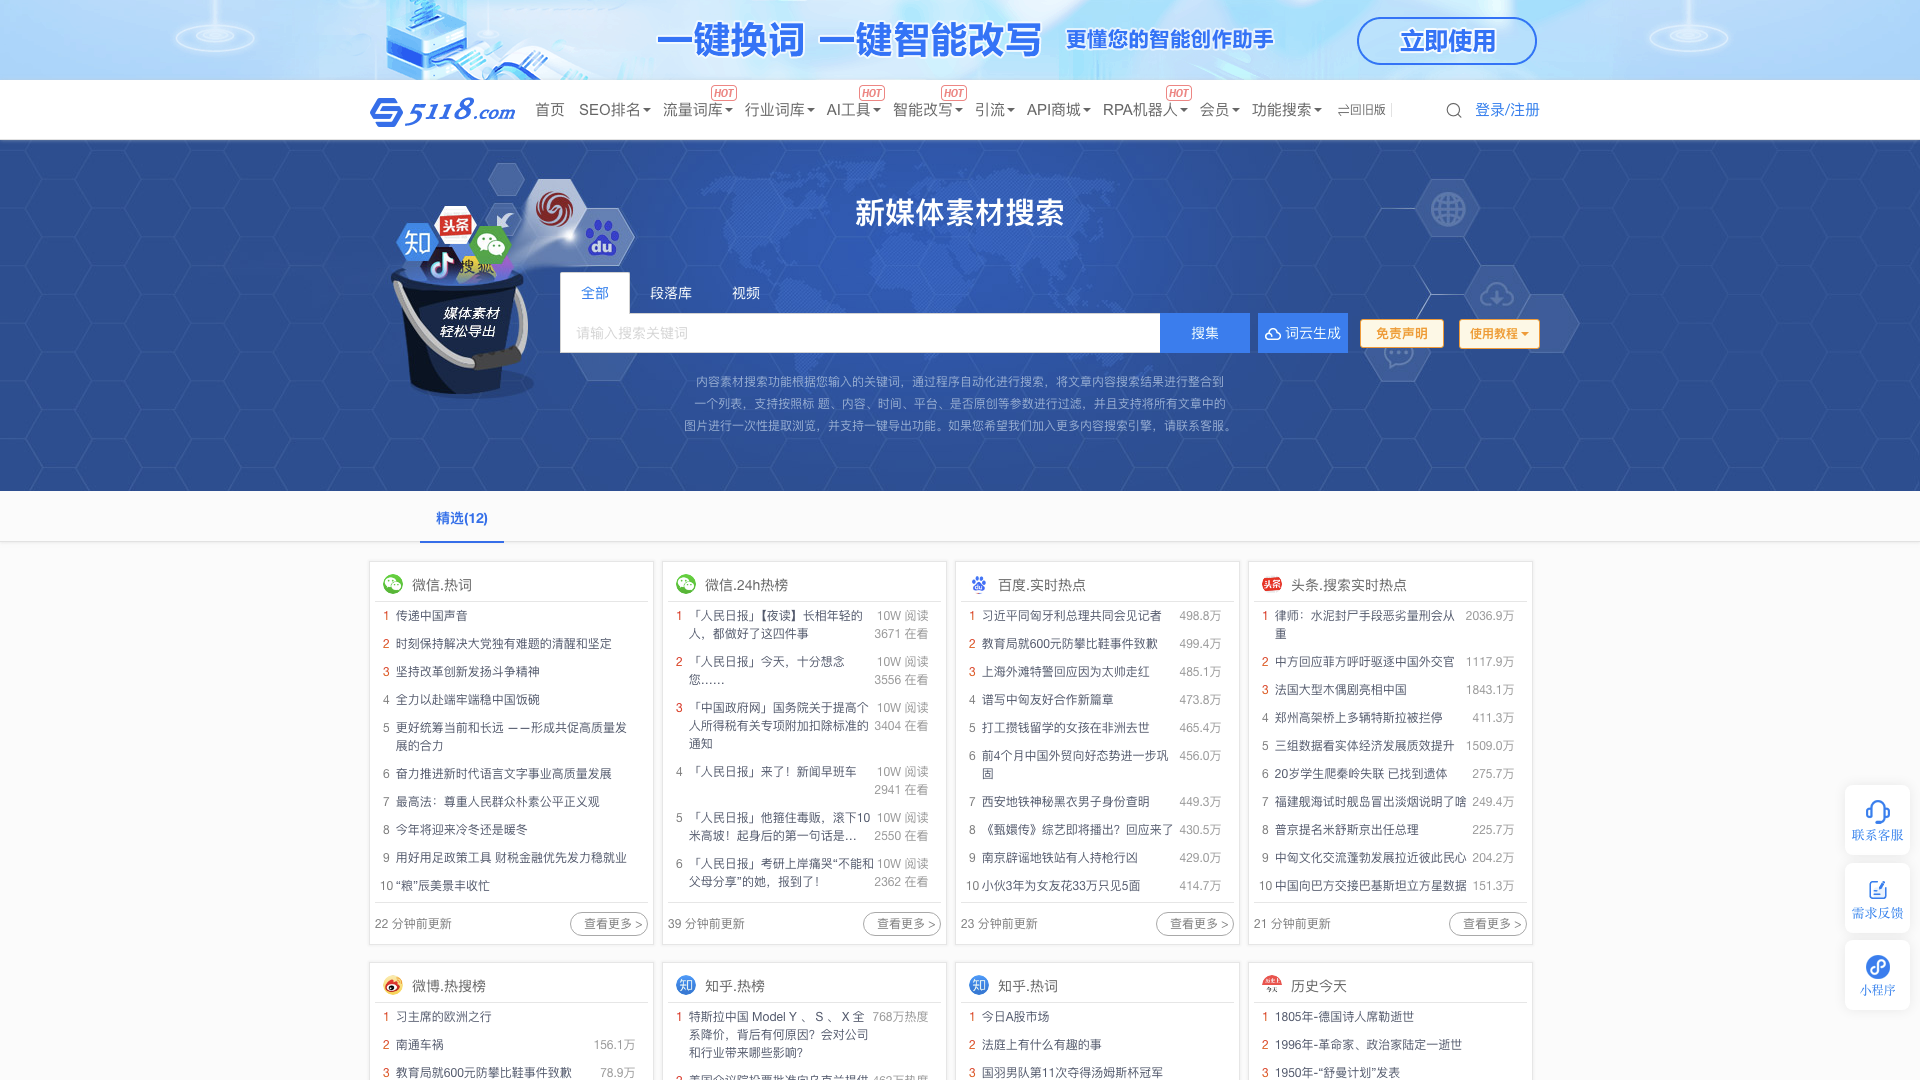 一键换词 一键智能改写 更懂您的智能创作助手 立即使用
5118.com 首页 SEO排名 流量词库 HOT 行业词库 AI工具 HOT 智能改写 HOT 引流 API商城 RPA机器人 HOT 会员 功能搜索 ⇌回旧版 登录/注册
新媒体素材搜索
知 头条 du 搜狐
媒体素材
轻松导出
全部 段落库 视频
请输入搜索关键词 搜集 词云生成 免责声明 使用教程
内容素材搜索功能根据您输入的关键词，通过程序自动化进行搜索，将文章内容搜索结果进行整合到
一个列表，支持按照标 题、内容、时间、平台、是否原创等参数进行过滤，并且支持将所有文章中的
图片进行一次性提取浏览，并支持一键导出功能。如果您希望我们加入更多内容搜索引擎，请联系客服。
精选(12)
微信.热词
1 传递中国声音
2 时刻保持解决大党独有难题的清醒和坚定
3 坚持改革创新发扬斗争精神
4 全力以赴端牢端稳中国饭碗
5 更好统筹当前和长远 ——形成共促高质量发
展的合力
6 奋力推进新时代语言文字事业高质量发展
7 最高法：尊重人民群众朴素公平正义观
8 今年将迎来冷冬还是暖冬
9 用好用足政策工具 财税金融优先发力稳就业
10 “粮”辰美景丰收忙
22 分钟前更新 查看更多 >
微信.24h热榜
1 「人民日报」【夜读】长相年轻的 10W 阅读
人，都做好了这四件事 3671 在看
2 「人民日报」今天，十分想念 10W 阅读
您…… 3556 在看
3 「中国政府网」国务院关于提高个 10W 阅读
人所得税有关专项附加扣除标准的 3404 在看
通知
4 「人民日报」来了！新闻早班车 10W 阅读
2941 在看
5 「人民日报」他箍住毒贩，滚下10 10W 阅读
米高坡！起身后的第一句话是... 2550 在看
6 「人民日报」考研上岸痛哭“不能和 10W 阅读
父母分享”的她，报到了！ 2362 在看
39 分钟前更新 查看更多 >
百度.实时热点
1 习近平同匈牙利总理共同会见记者 498.8万
2 教育局就600元防攀比鞋事件致歉 499.4万
3 上海外滩特警回应因为太帅走红 485.1万
4 谱写中匈友好合作新篇章 473.8万
5 打工攒钱留学的女孩在非洲去世 465.4万
6 前4个月中国外贸向好态势进一步巩 456.0万
固
7 西安地铁神秘黑衣男子身份查明 449.3万
8 《甄嬛传》综艺即将播出？回应来了 430.5万
9 南京辟谣地铁站有人持枪行凶 429.0万
10 小伙3年为女友花33万只见5面 414.7万
23 分钟前更新 查看更多 >
头条 头条.搜索实时热点
1 律师：水泥封尸手段恶劣量刑会从 2036.9万
重
2 中方回应菲方呼吁驱逐中国外交官 1117.9万
3 法国大型木偶剧亮相中国 1843.1万
4 郑州高架桥上多辆特斯拉被拦停 411.3万
5 三组数据看实体经济发展质效提升 1509.0万
6 20岁学生爬秦岭失联 已找到遗体 275.7万
7 福建舰海试时舰岛冒出淡烟说明了啥 249.4万
8 普京提名米舒斯京出任总理 225.7万
9 中匈文化交流蓬勃发展拉近彼此民心 204.2万
10 中国向巴方交接巴基斯坦立方星数据 151.3万
21 分钟前更新 查看更多 >
微博.热搜榜
1 习主席的欧洲之行
2 南通车祸 156.1万
3 教育局就600元防攀比鞋事件致歉 78.9万
知 知乎.热榜
1 特斯拉中国 Model Y 、 S 、 X 全 768万热度
系降价，背后有何原因？会对公司
和行业带来哪些影响？
知 知乎.热词
1 今日A股市场
2 法庭上有什么有趣的事
3 国羽男队第11次夺得汤姆斯杯冠军
历史今天
1 1805年-德国诗人席勒逝世
2 1996年-革命家、政治家陆定一逝世
3 1950年-“舒曼计划”发表
联系客服
需求反馈
小程序